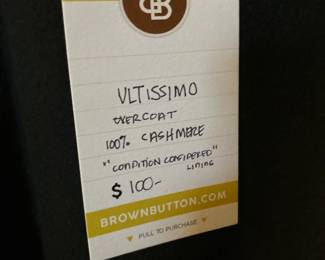 B
VLTISSIMO
OVERCOAT
100% CASHMERE
"CONDITION CONSIDERED"
LINING
$ 100-
BROWNBUTTON.COM
PULL TO PURCHASE